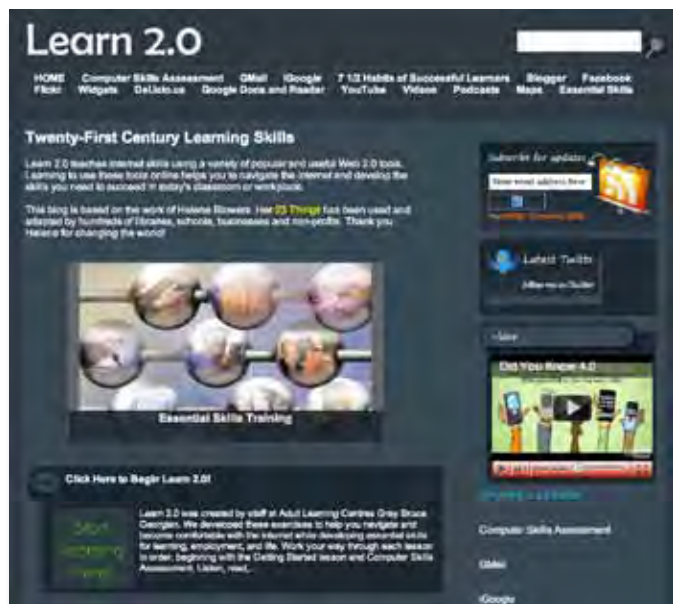 Learn 2.0
HOME Computer Skills Assessment GMail iGoogle 7 1/2 Habits of Successful Learners Blogger Facebook
Flickr Widgets Del.icio.us Google Docs and Reader YouTube Videos Podcasts Maps Essential Skills
Twenty-First Century Learning Skills
Learn 2.0 teaches internet skills using a variety of popular and useful Web 2.0 tools.
Learning to use these tools online helps you to navigate the internet and develop the
skills you need to succeed in today's classroom or workplace.
This blog is based on the work of Helene Blowers. Her 23 Things has been used and
adapted by hundreds of libraries, schools, businesses and non-profits. Thank you
Helene for changing the world!
Essential Skills Training
Click Here to Begin Learn 2.0!
Start
learning
Learn 2.0 was created by staff at Adult Learning Centres Grey Bruce
Georgian. We developed these exercises to help you navigate and
become comfortable with the internet while developing essential skills
for learning, employment, and life. Work your way through each lesson
in order, beginning with the Getting Started lesson and Computer Skills
Assessment. Listen, read,
Subscribe for updates
Enter email address here
Latest Twitts
Did You Know 4.0
Computer Skills Assessment
GMail
iGoogle